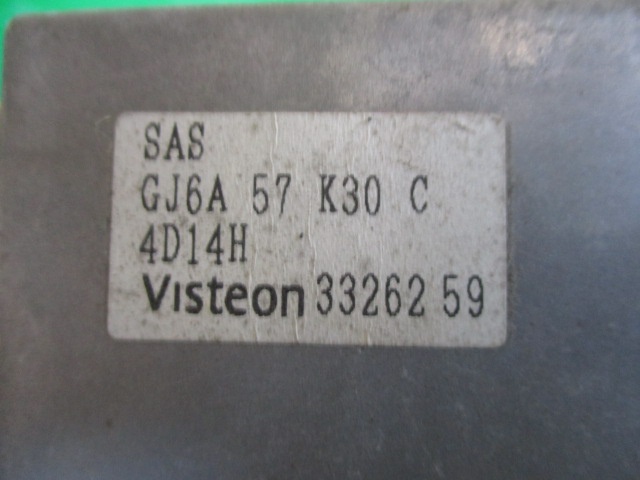 SAS
GJ6A 57 K30 C
4D14H
Visteon 33262 59